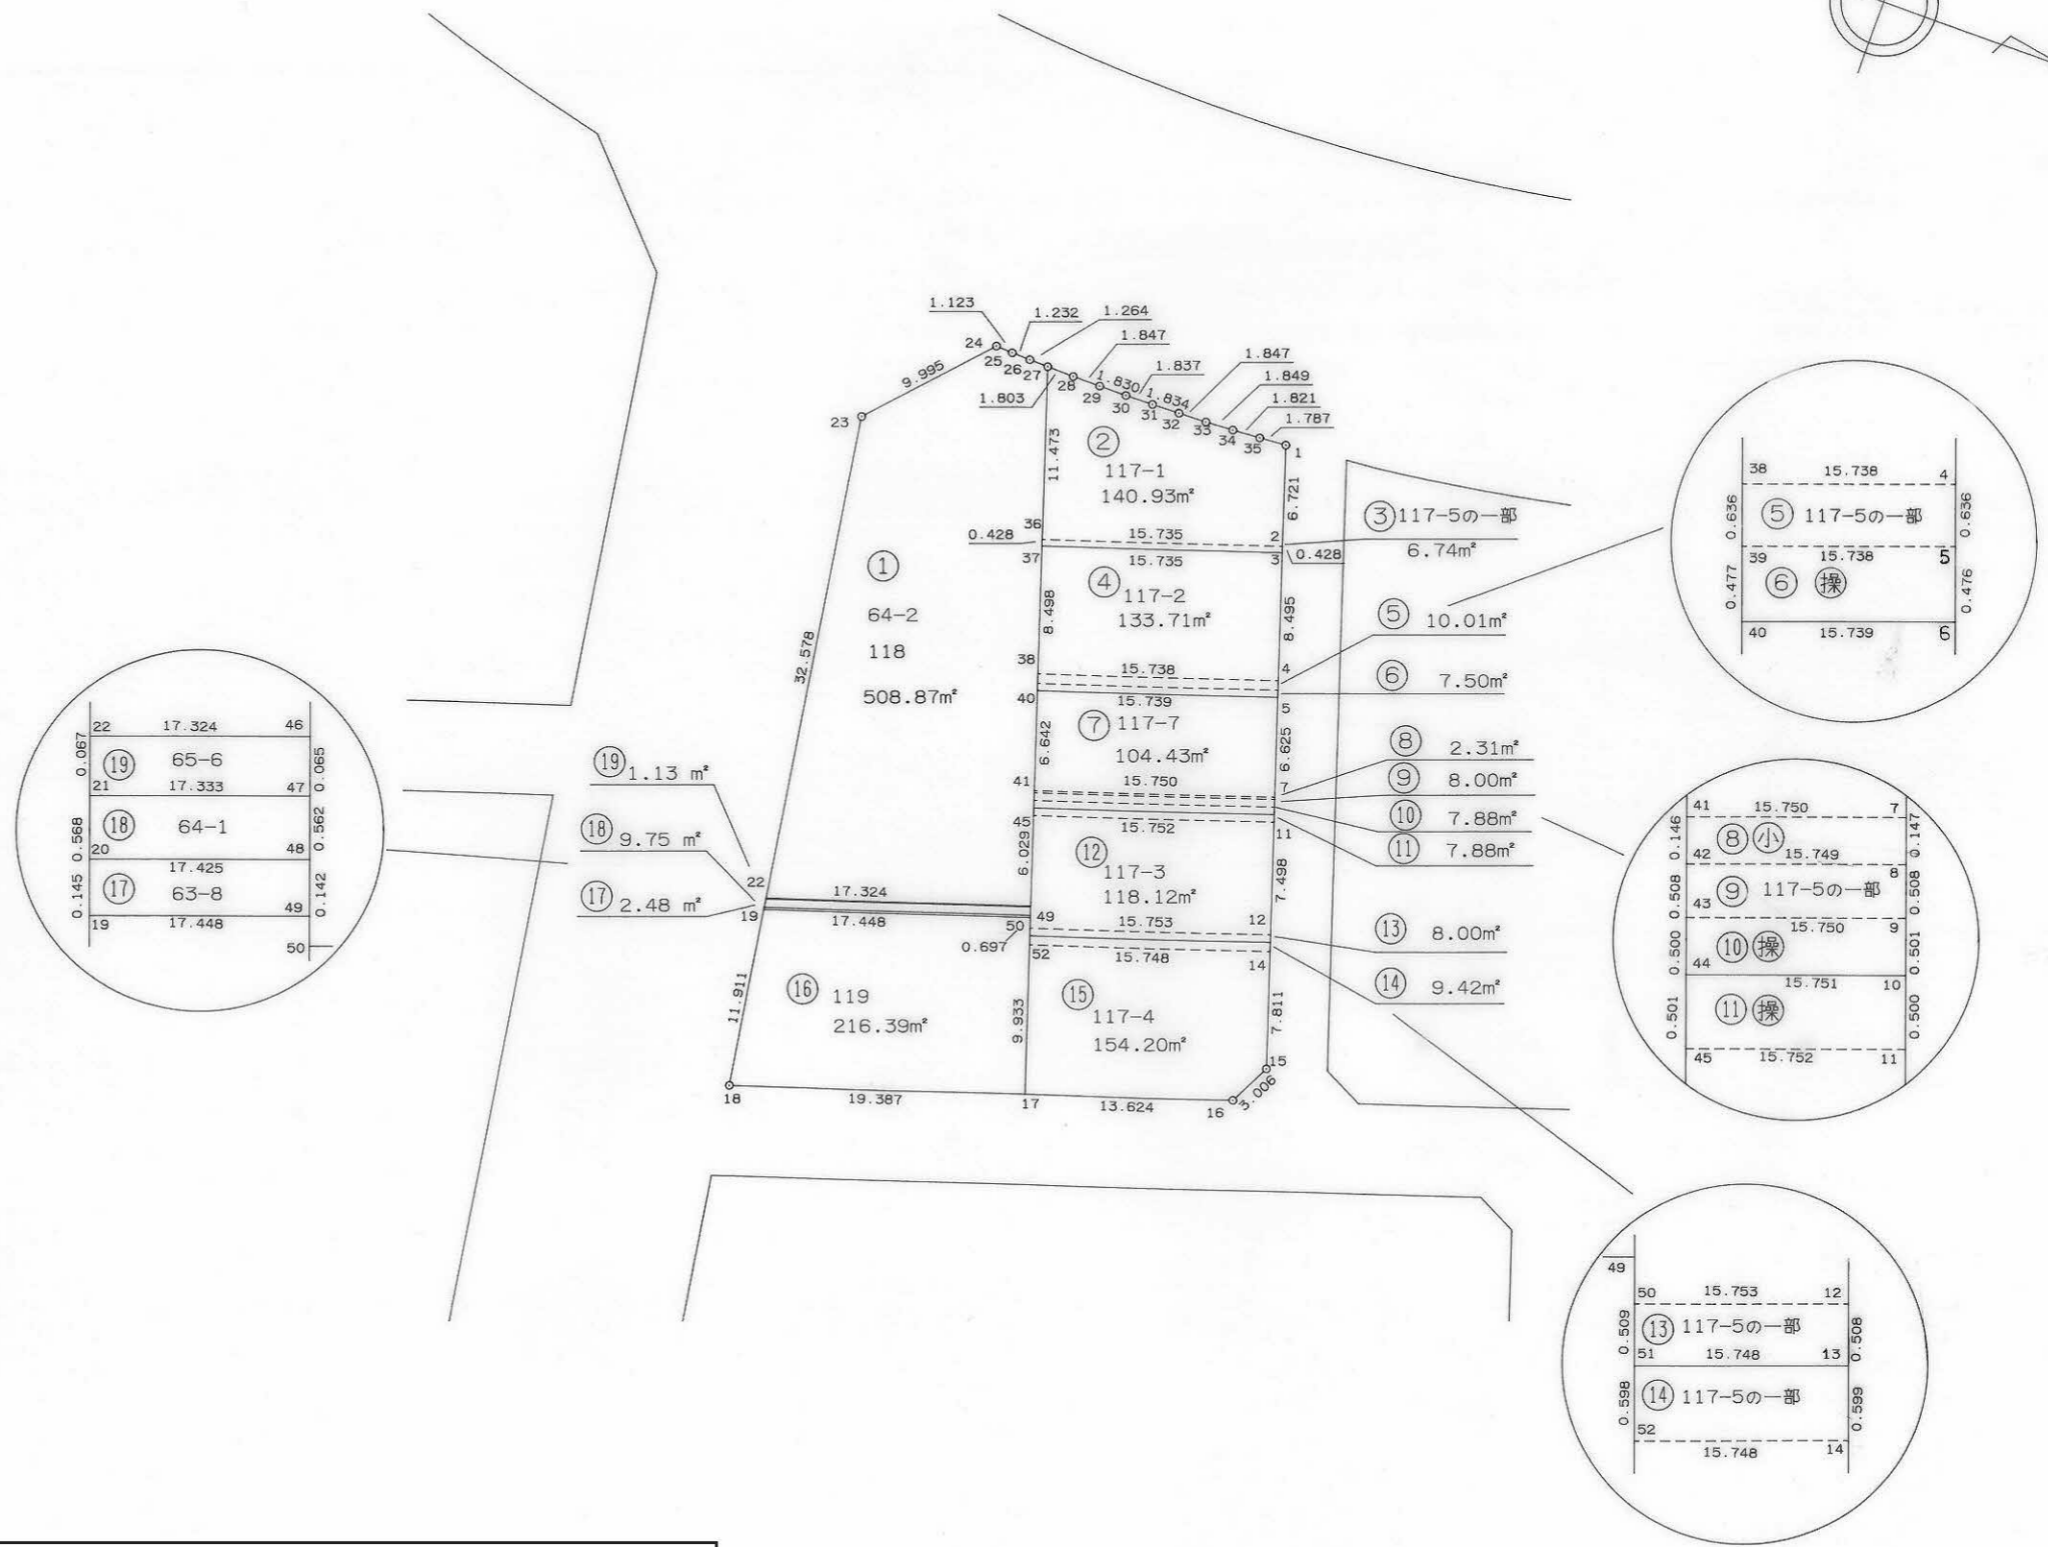 1.123
1.232
1.264
1.847
24
25
26
27
9.995
23
1.803
28
29
1.830
1.837
30
31
1.834
32
1.847
33
1.849
34
1.821
35
1.787
1
11.473
②
117-1
140.93m²
6.721
36
0.428
37
15.735
15.735
2
3
0.428
③117-5の一部
6.74m²
①
64-2
118
508.87m²
32.578
④
117-2
133.71m²
8.498
8.495
38
15.738
4
⑤ 10.01m²
⑥ 7.50m²
40
15.739
5
⑦ 117-7
104.43m²
6.642
6.625
⑧ 2.31m²
⑨ 8.00m²
⑩ 7.88m²
⑪ 7.88m²
41
15.750
7
45
15.752
11
⑫
117-3
118.12m²
6.029
7.498
⑲ 1.13 m²
⑱ 9.75 m²
⑰ 2.48 m²
22
17.324
19
17.448
49
50
0.697
15.753
12
52
15.748
14
⑬ 8.00m²
⑭ 9.42m²
11.911
⑯ 119
216.39m²
9.933
⑮
117-4
154.20m²
7.811
15
3.006
18
19.387
17
13.624
16
22 17.324 46
0.067
⑲ 65-6
0.065
21 17.333 47
0.568
⑱ 64-1
0.562
20 17.425 48
0.145
⑰ 63-8
0.142
19 17.448 49
50
38 15.738 4
0.636
⑤ 117-5の一部
0.636
39 15.738 5
0.477
⑥ 操
0.476
40 15.739 6
41 15.750 7
0.146
⑧ 小
0.147
42 15.749 8
0.508
⑨ 117-5の一部
0.508
43 15.750 9
0.500
⑩ 操
0.501
44 15.751 10
0.501
⑪ 操
0.500
45 15.752 11
49
50 15.753 12
0.509
⑬ 117-5の一部
0.508
51 15.748 13
0.598
⑭ 117-5の一部
0.599
52 15.748 14